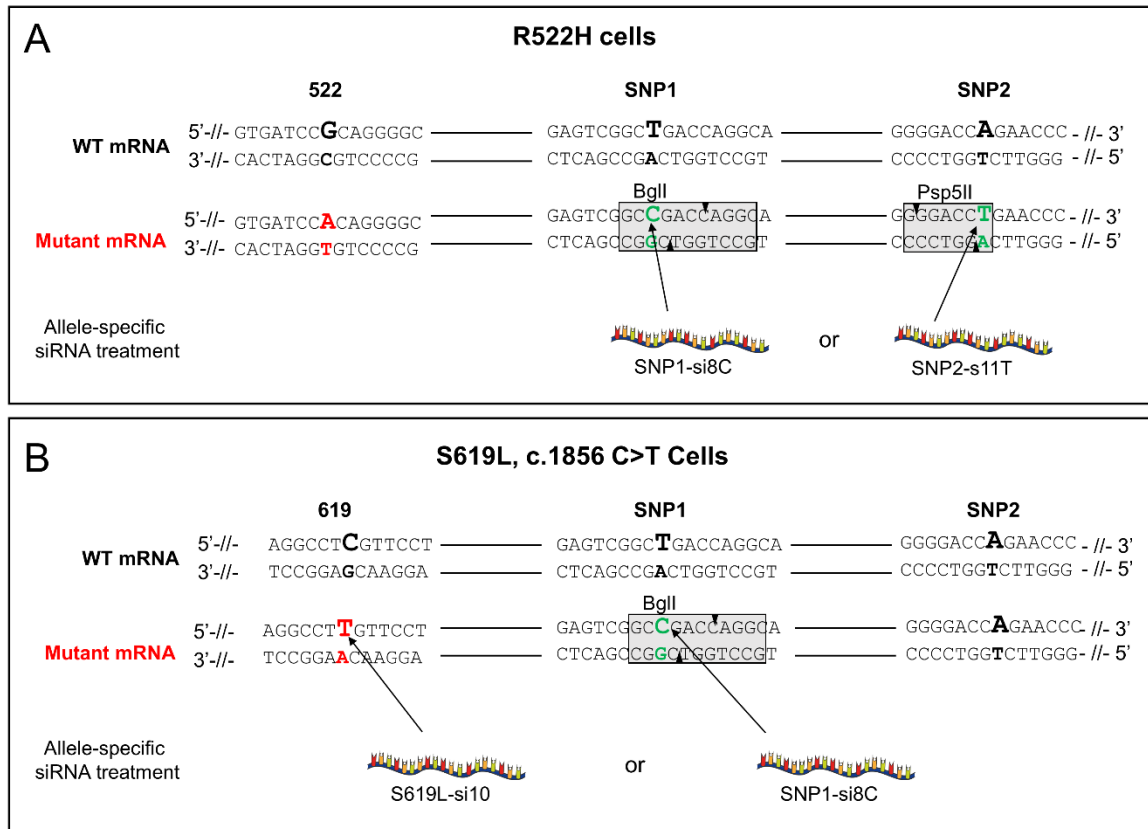 A
R522H cells
522 SNP1 SNP2
WT mRNA
5’-//- GTGATCCGCAGGGGC GAGTCGGCTGACCAGGCA GGGGACCAGAACCC - // - 3’
3’-//- CACTAGGCGTCCCCG CTCAGCCGACTGGTCCGT CCCCTGGTCTTGGG - // - 5’
BglI Psp5II
Mutant mRNA
5’-//- GTGATCCACAGGGGC GAGTCGGCCGACCAGGCA GGGGACCTGAACCC - // - 3’
3’-//- CACTAGGTGTCCCCG CTCAGCCGGCTGGTCCGT CCCCTGGACTTGGG - // - 5’
Allele-specific
siRNA treatment
or
SNP1-si8C SNP2-s11T
B
S619L, c.1856 C>T Cells
619 SNP1 SNP2
WT mRNA
5’-//- AGGCCTCGTTCCT GAGTCGGCTGACCAGGCA GGGGACCAGAACCC - // - 3’
3’-//- TCCGGAGCAAGGA CTCAGCCGACTGGTCCGT CCCCTGGTCTTGGG - // - 5’
BglI
Mutant mRNA
5’-//- AGGCCTTGTTCCT GAGTCGGCCGACCAGGCA GGGGACCAGAACCC - // - 3’
3’-//- TCCGGAACAAGGA CTCAGCCGGCTGGTCCGT CCCCTGGTCTTGGG - // - 5’
Allele-specific
siRNA treatment
or
S619L-si10 SNP1-si8C